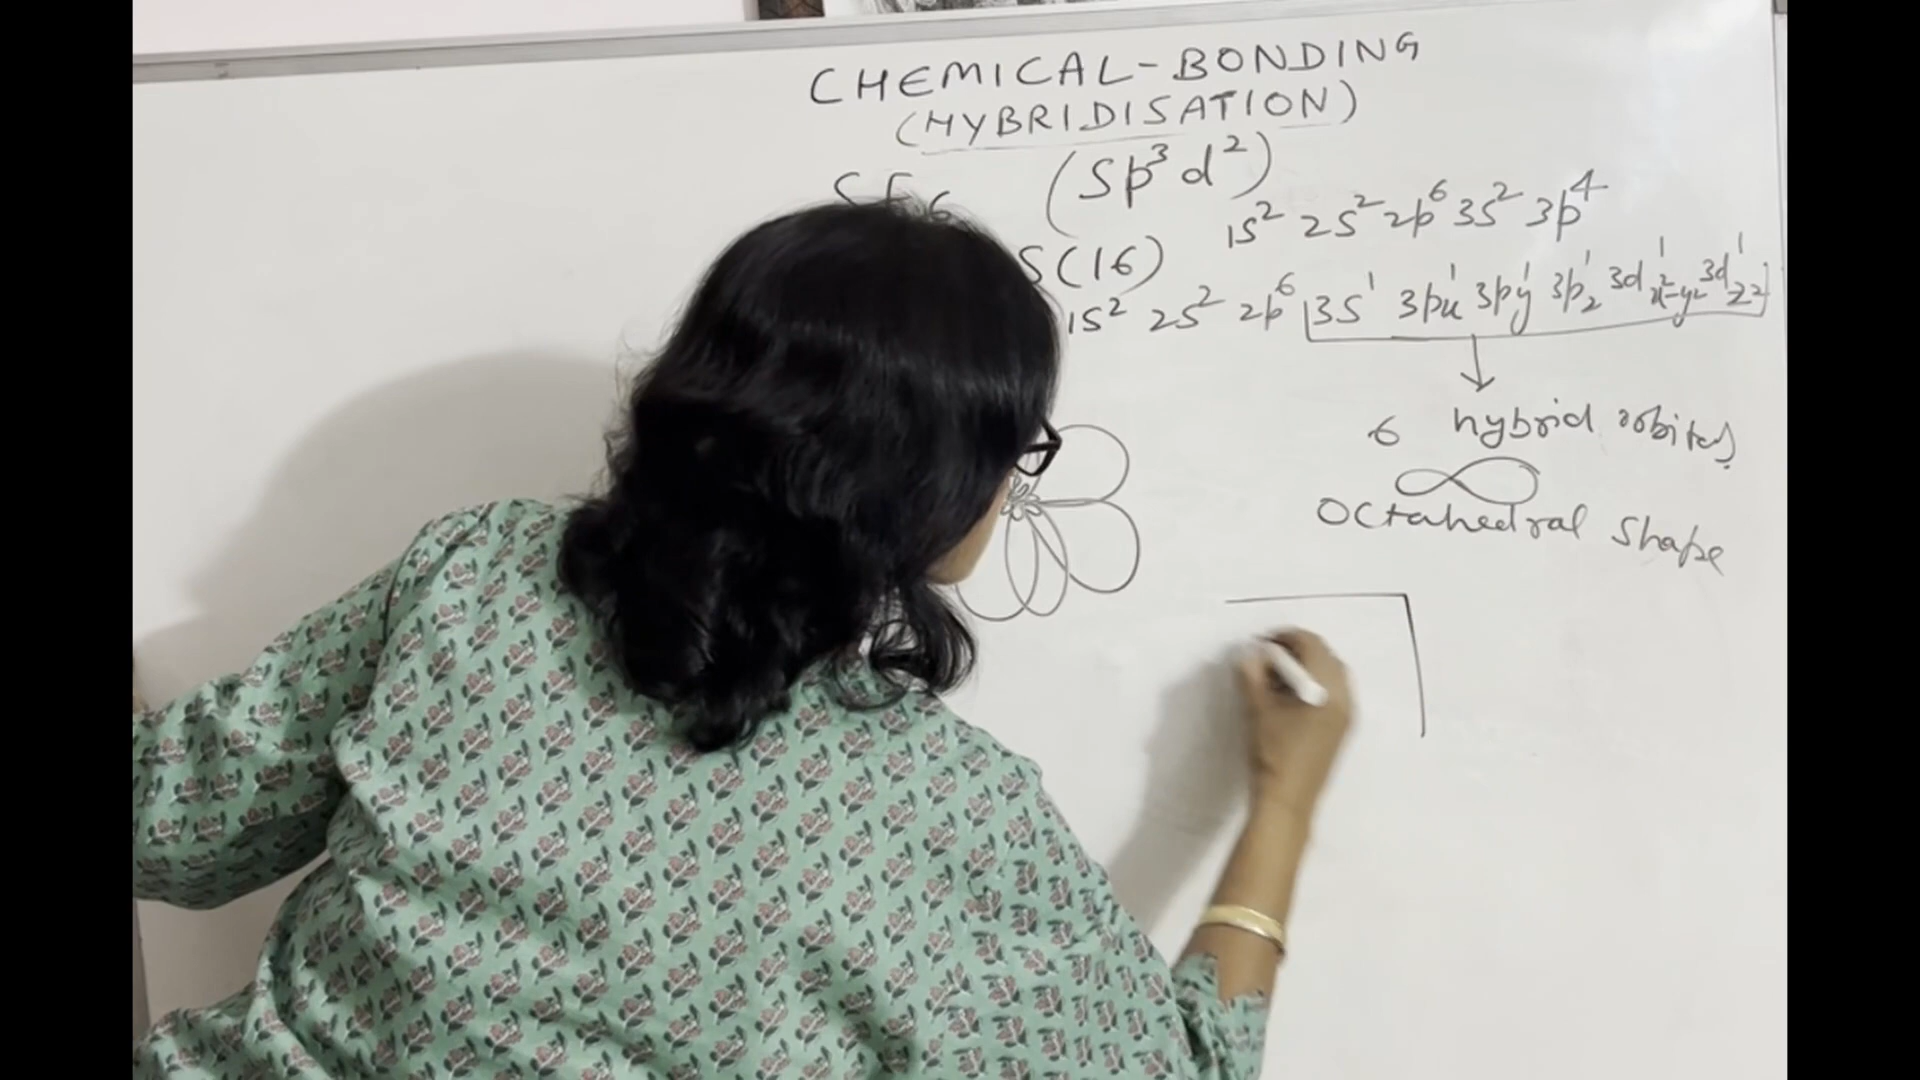 CHEMICAL-BONDING
(HYBRIDISATION)
SF6 (Sp³d²)
1S² 2S² 2p⁶ 3S² 3p⁴
S(16)
1S² 2S² 2p⁶ 3S¹ 3px¹ 3py¹ 3pz¹ 3d¹x²-y² 3d¹z²
6 hybrid orbitals
Octahedral Shape